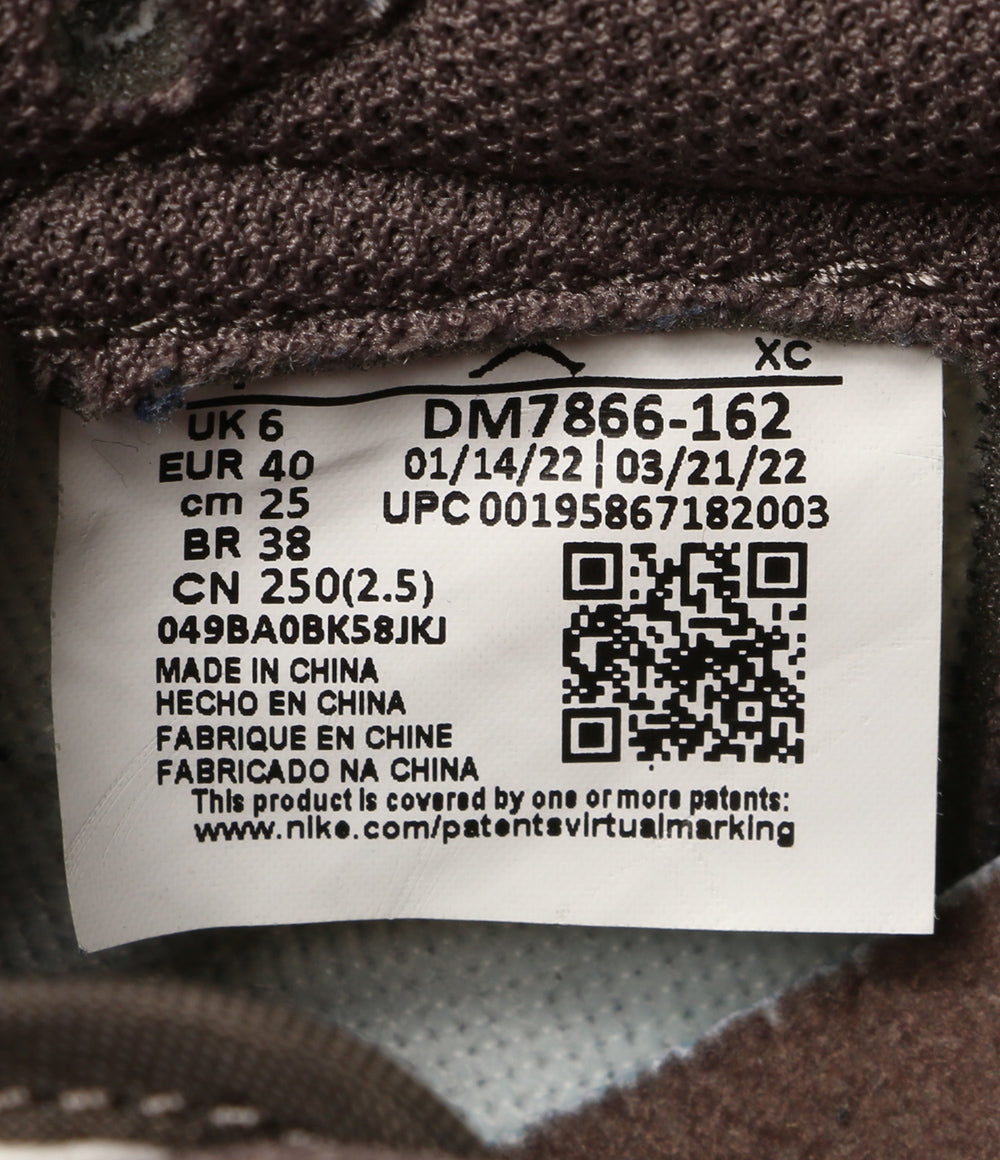 XC
UK 6
EUR 40
cm 25
BR 38
CN 250(2.5)
049BA0BK58JKJ
MADE IN CHINA
HECHO EN CHINA
FABRIQUE EN CHINE
FABRICADO NA CHINA
DM7866-162
01/14/22 | 03/21/22
UPC 00195867182003
This product is covered by one or more patents:
www.nike.com/patentsvirtualmarking